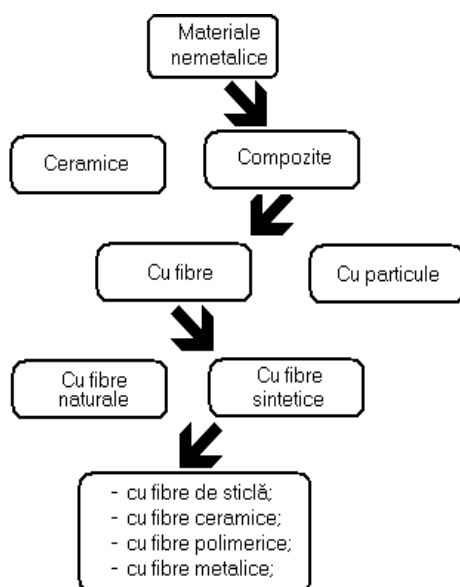 Materiale
nemetalice
Ceramice
Compozite
Cu fibre
Cu particule
Cu fibre
naturale
Cu fibre
sintetice
- cu fibre de sticlă;
- cu fibre ceramice;
- cu fibre polimerice;
- cu fibre metalice;